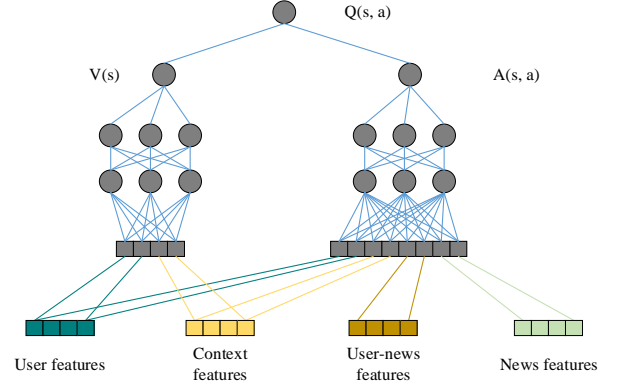 Q(s, a)
V(s)
A(s, a)
User features
Context
features
User-news
features
News features